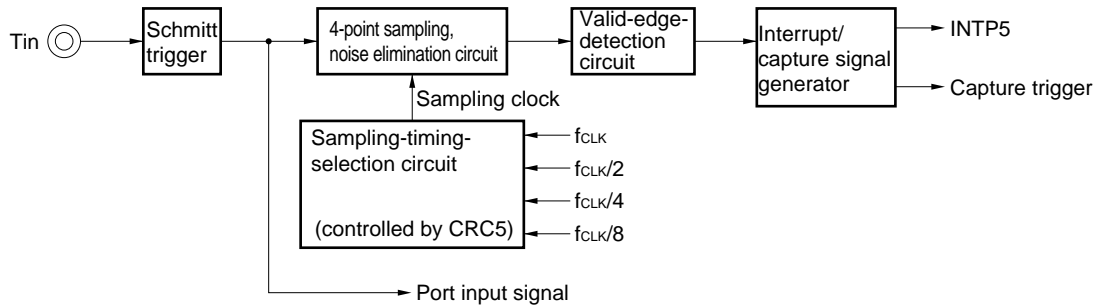 Tin
Schmitt
trigger
4-point sampling,
noise elimination circuit
Valid-edge-
detection
circuit
Interrupt/
capture signal
generator
INTP5
Capture trigger
Sampling clock
Sampling-timing-
selection circuit
(controlled by CRC5)
fCLK
fCLK/2
fCLK/4
fCLK/8
Port input signal